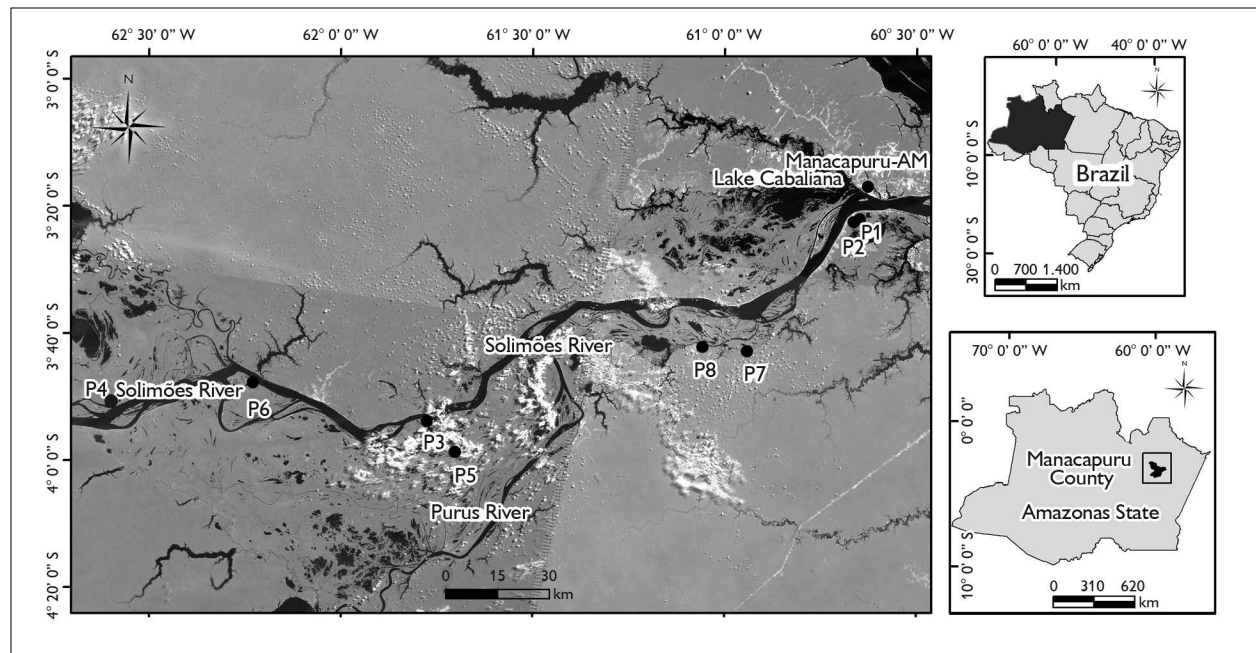 62° 30' 0" W
62° 0' 0" W
61° 30' 0" W
61° 0' 0" W
60° 30' 0" W
3° 0' 0" S
3° 20' 0" S
3° 40' 0" S
4° 0' 0" S
4° 20' 0" S
N
Manacapuru-AM
Lake Cabaliana
P1
P2
Solimões River
P8
P7
P4 Solimões River
P6
P3
P5
Purus River
0 15 30
km
60° 0' 0" W
40° 0' 0" W
N
10° 0' 0" S
30° 0' 0" S
Brazil
0 700 1.400
km
70° 0' 0" W
60° 0' 0" W
N
0° 0' 0"
10° 0' 0" S
Manacapuru
County
Amazonas State
0 310 620
km